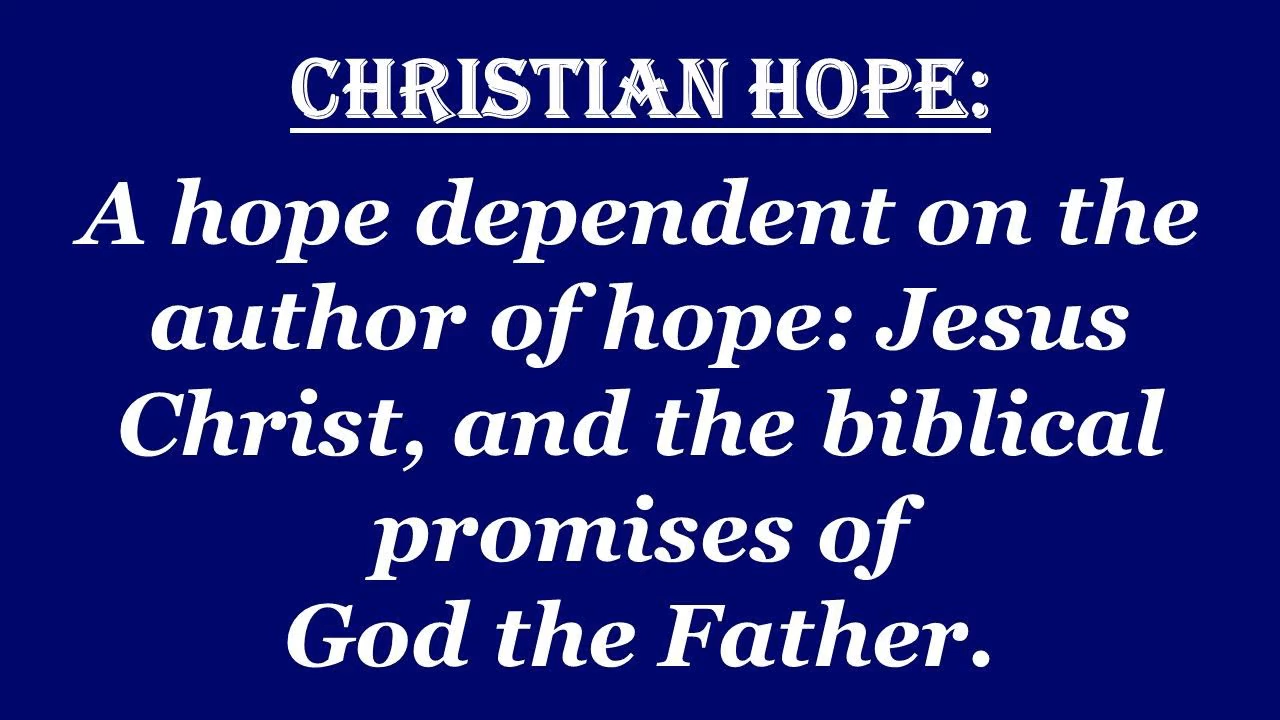 CHRISTIAN HOPE:
A hope dependent on the
author of hope: Jesus
Christ, and the biblical
promises of
God the Father.